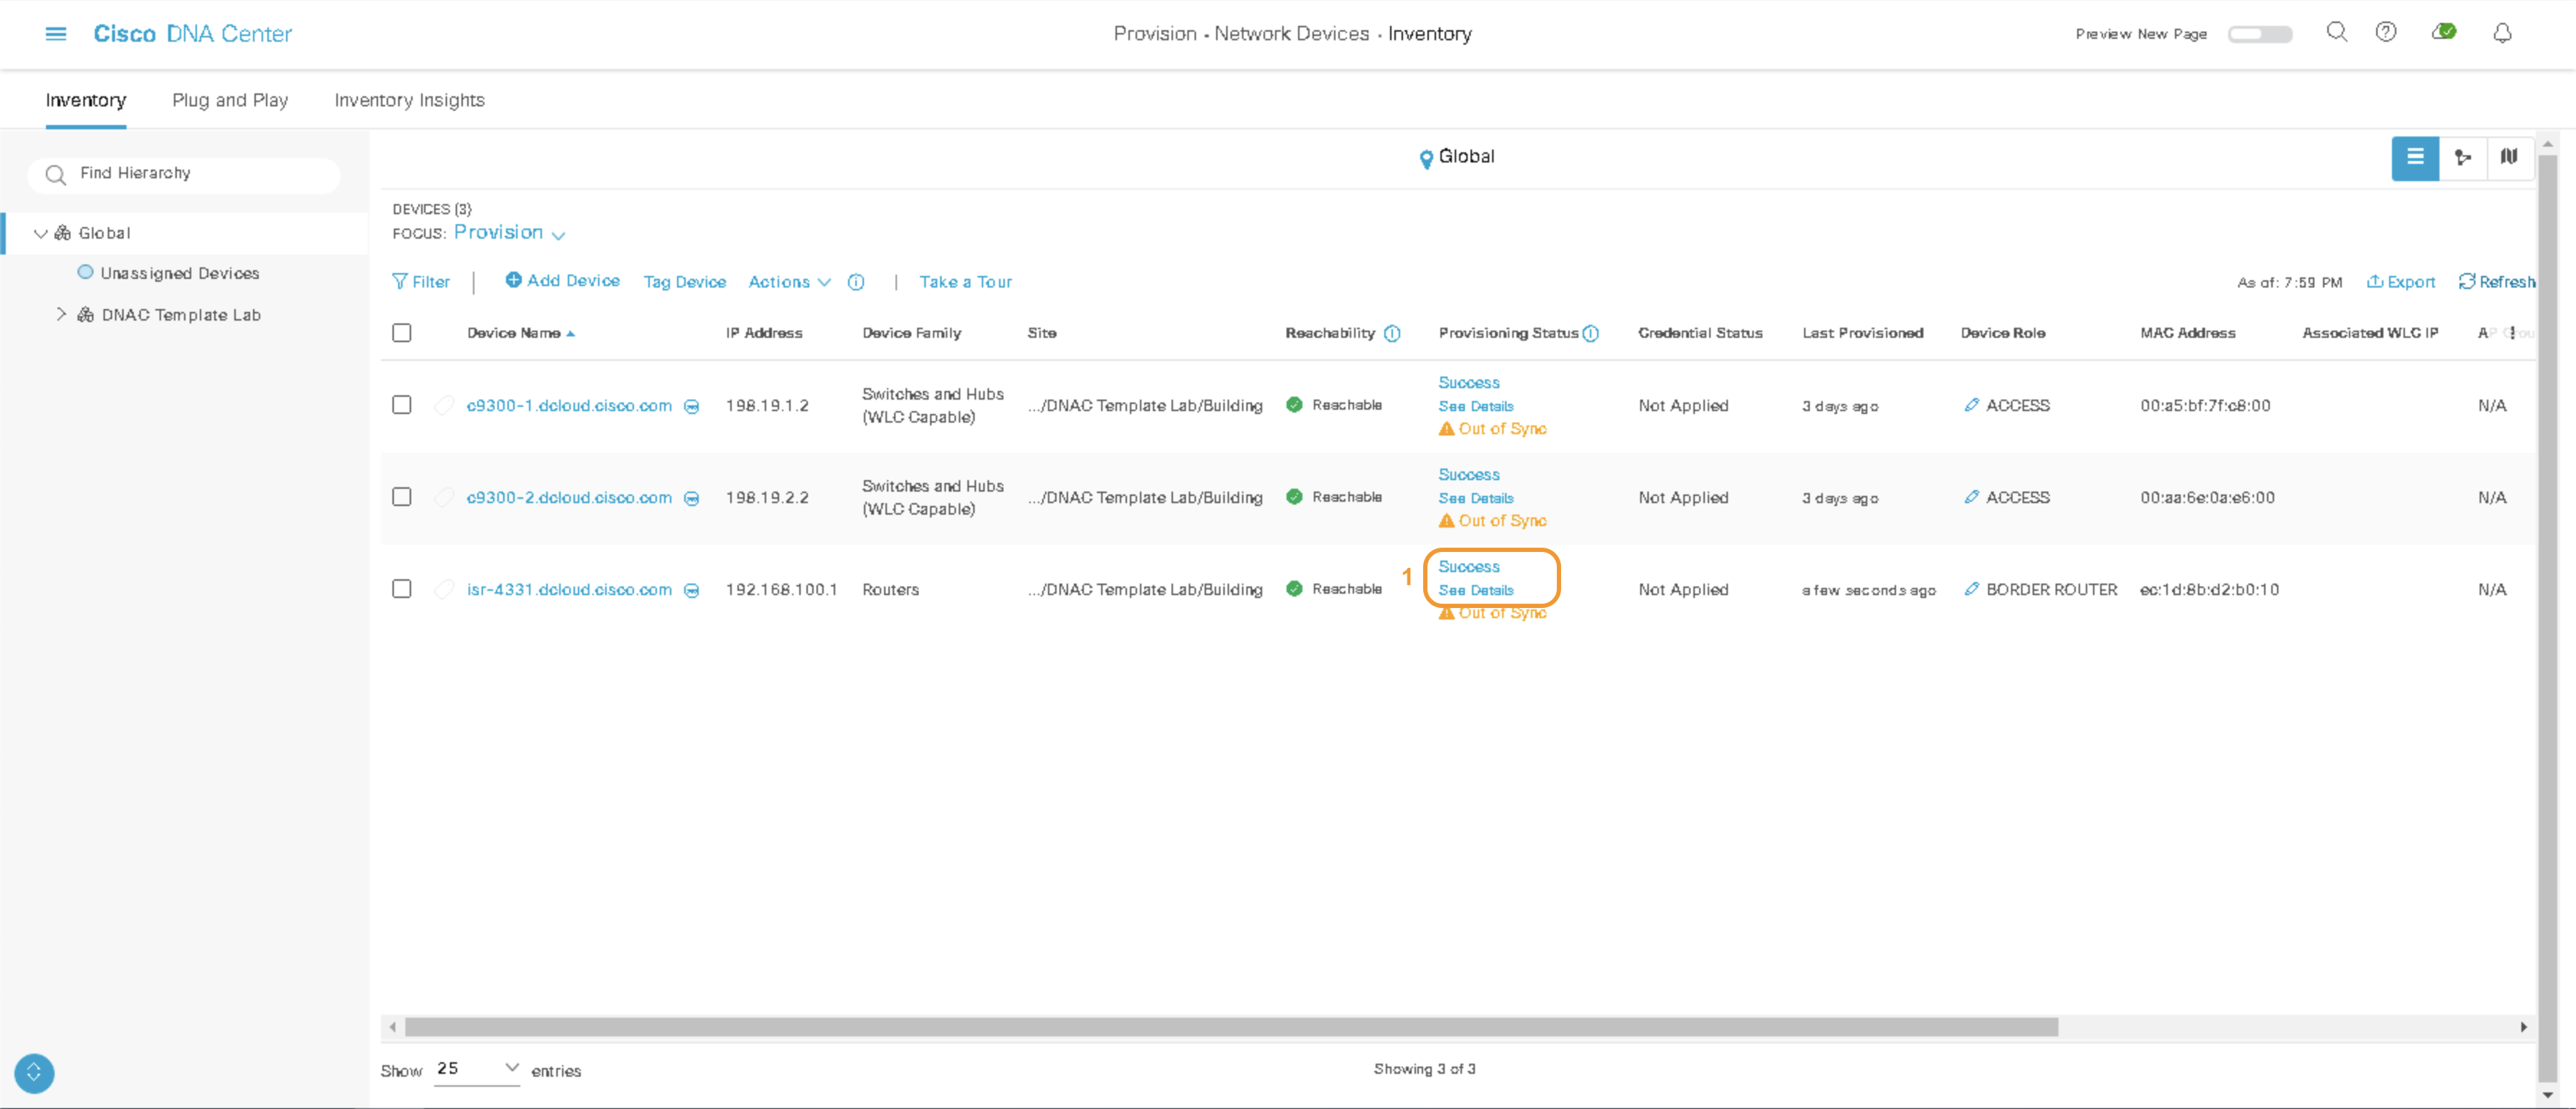 Cisco DNA Center
Provision • Network Devices • Inventory
Preview New Page
Inventory Plug and Play Inventory Insights
Find Hierarchy
Global
Unassigned Devices
DNAC Template Lab
Global
DEVICES (3)
FOCUS: Provision
Filter | Add Device Tag Device Actions | Take a Tour
As of: 7:59 PM Export Refresh
Device Name IP Address Device Family Site Reachability Provisioning Status Credential Status Last Provisioned Device Role MAC Address Associated WLC IP
c9300-1.dcloud.cisco.com 198.19.1.2 Switches and Hubs (WLC Capable) .../DNAC Template Lab/Building Reachable Success
See Details
Out of Sync
Not Applied 3 days ago ACCESS 00:a5:bf:7f:c8:00 N/A
c9300-2.dcloud.cisco.com 198.19.2.2 Switches and Hubs (WLC Capable) .../DNAC Template Lab/Building Reachable Success
See Details
Out of Sync
Not Applied 3 days ago ACCESS 00:aa:6e:0a:e6:00 N/A
isr-4331.dcloud.cisco.com 192.168.100.1 Routers .../DNAC Template Lab/Building Reachable 1 Success
See Details
Out of Sync
Not Applied a few seconds ago BORDER ROUTER ec:1d:8b:d2:b0:10 N/A
Show 25 entries
Showing 3 of 3